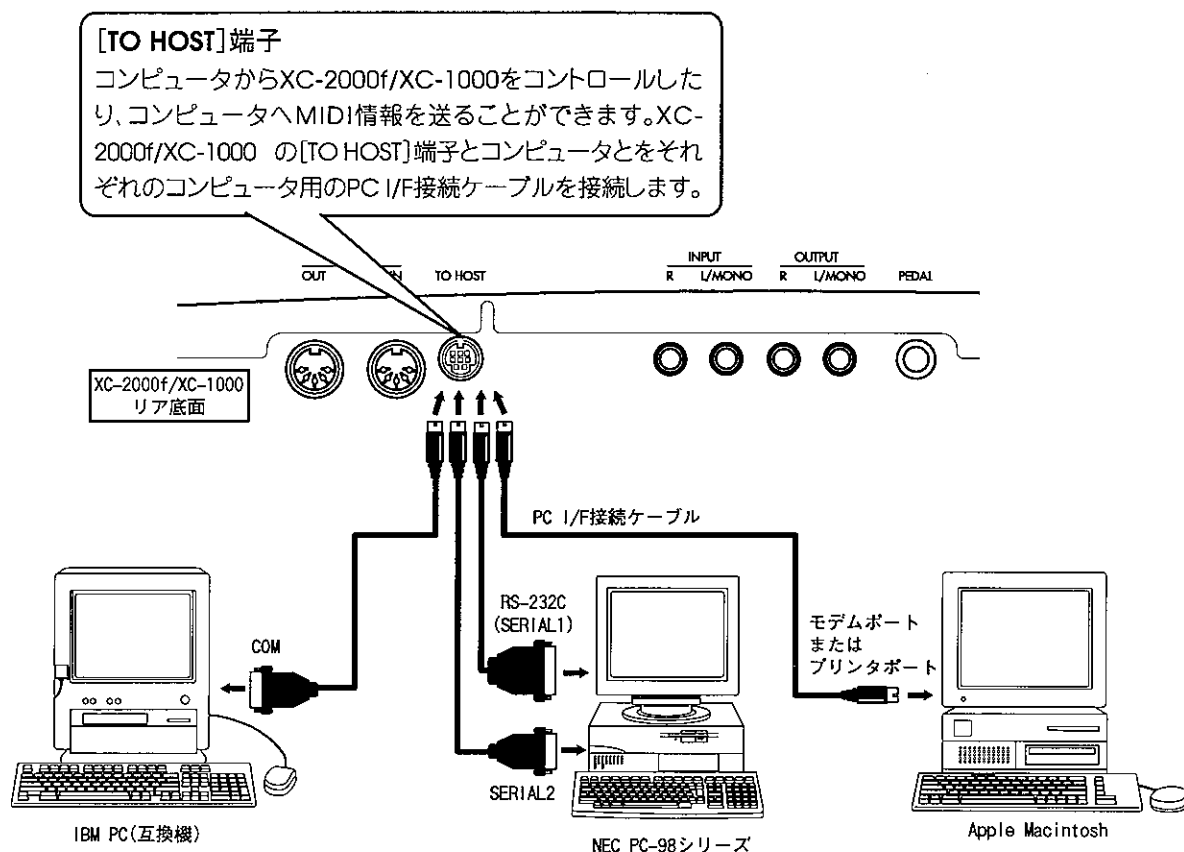 [TO HOST]端子
コンピュータからXC-2000f/XC-1000をコントロールした
り、コンピュータへMIDI情報を送ることができます。XC-
2000f/XC-1000 の[TO HOST]端子とコンピュータとをそれ
ぞれのコンピュータ用のPC I/F接続ケーブルを接続します。
INPUT OUTPUT
OUT TO HOST R L/MONO R L/MONO PEDAL
XC-2000f/XC-1000
リア底面
PC I/F接続ケーブル
RS-232C
(SERIAL1)
COM
モデムポート
または
プリンタポート
SERIAL2
IBM PC(互換機)
NEC PC-98シリーズ
Apple Macintosh